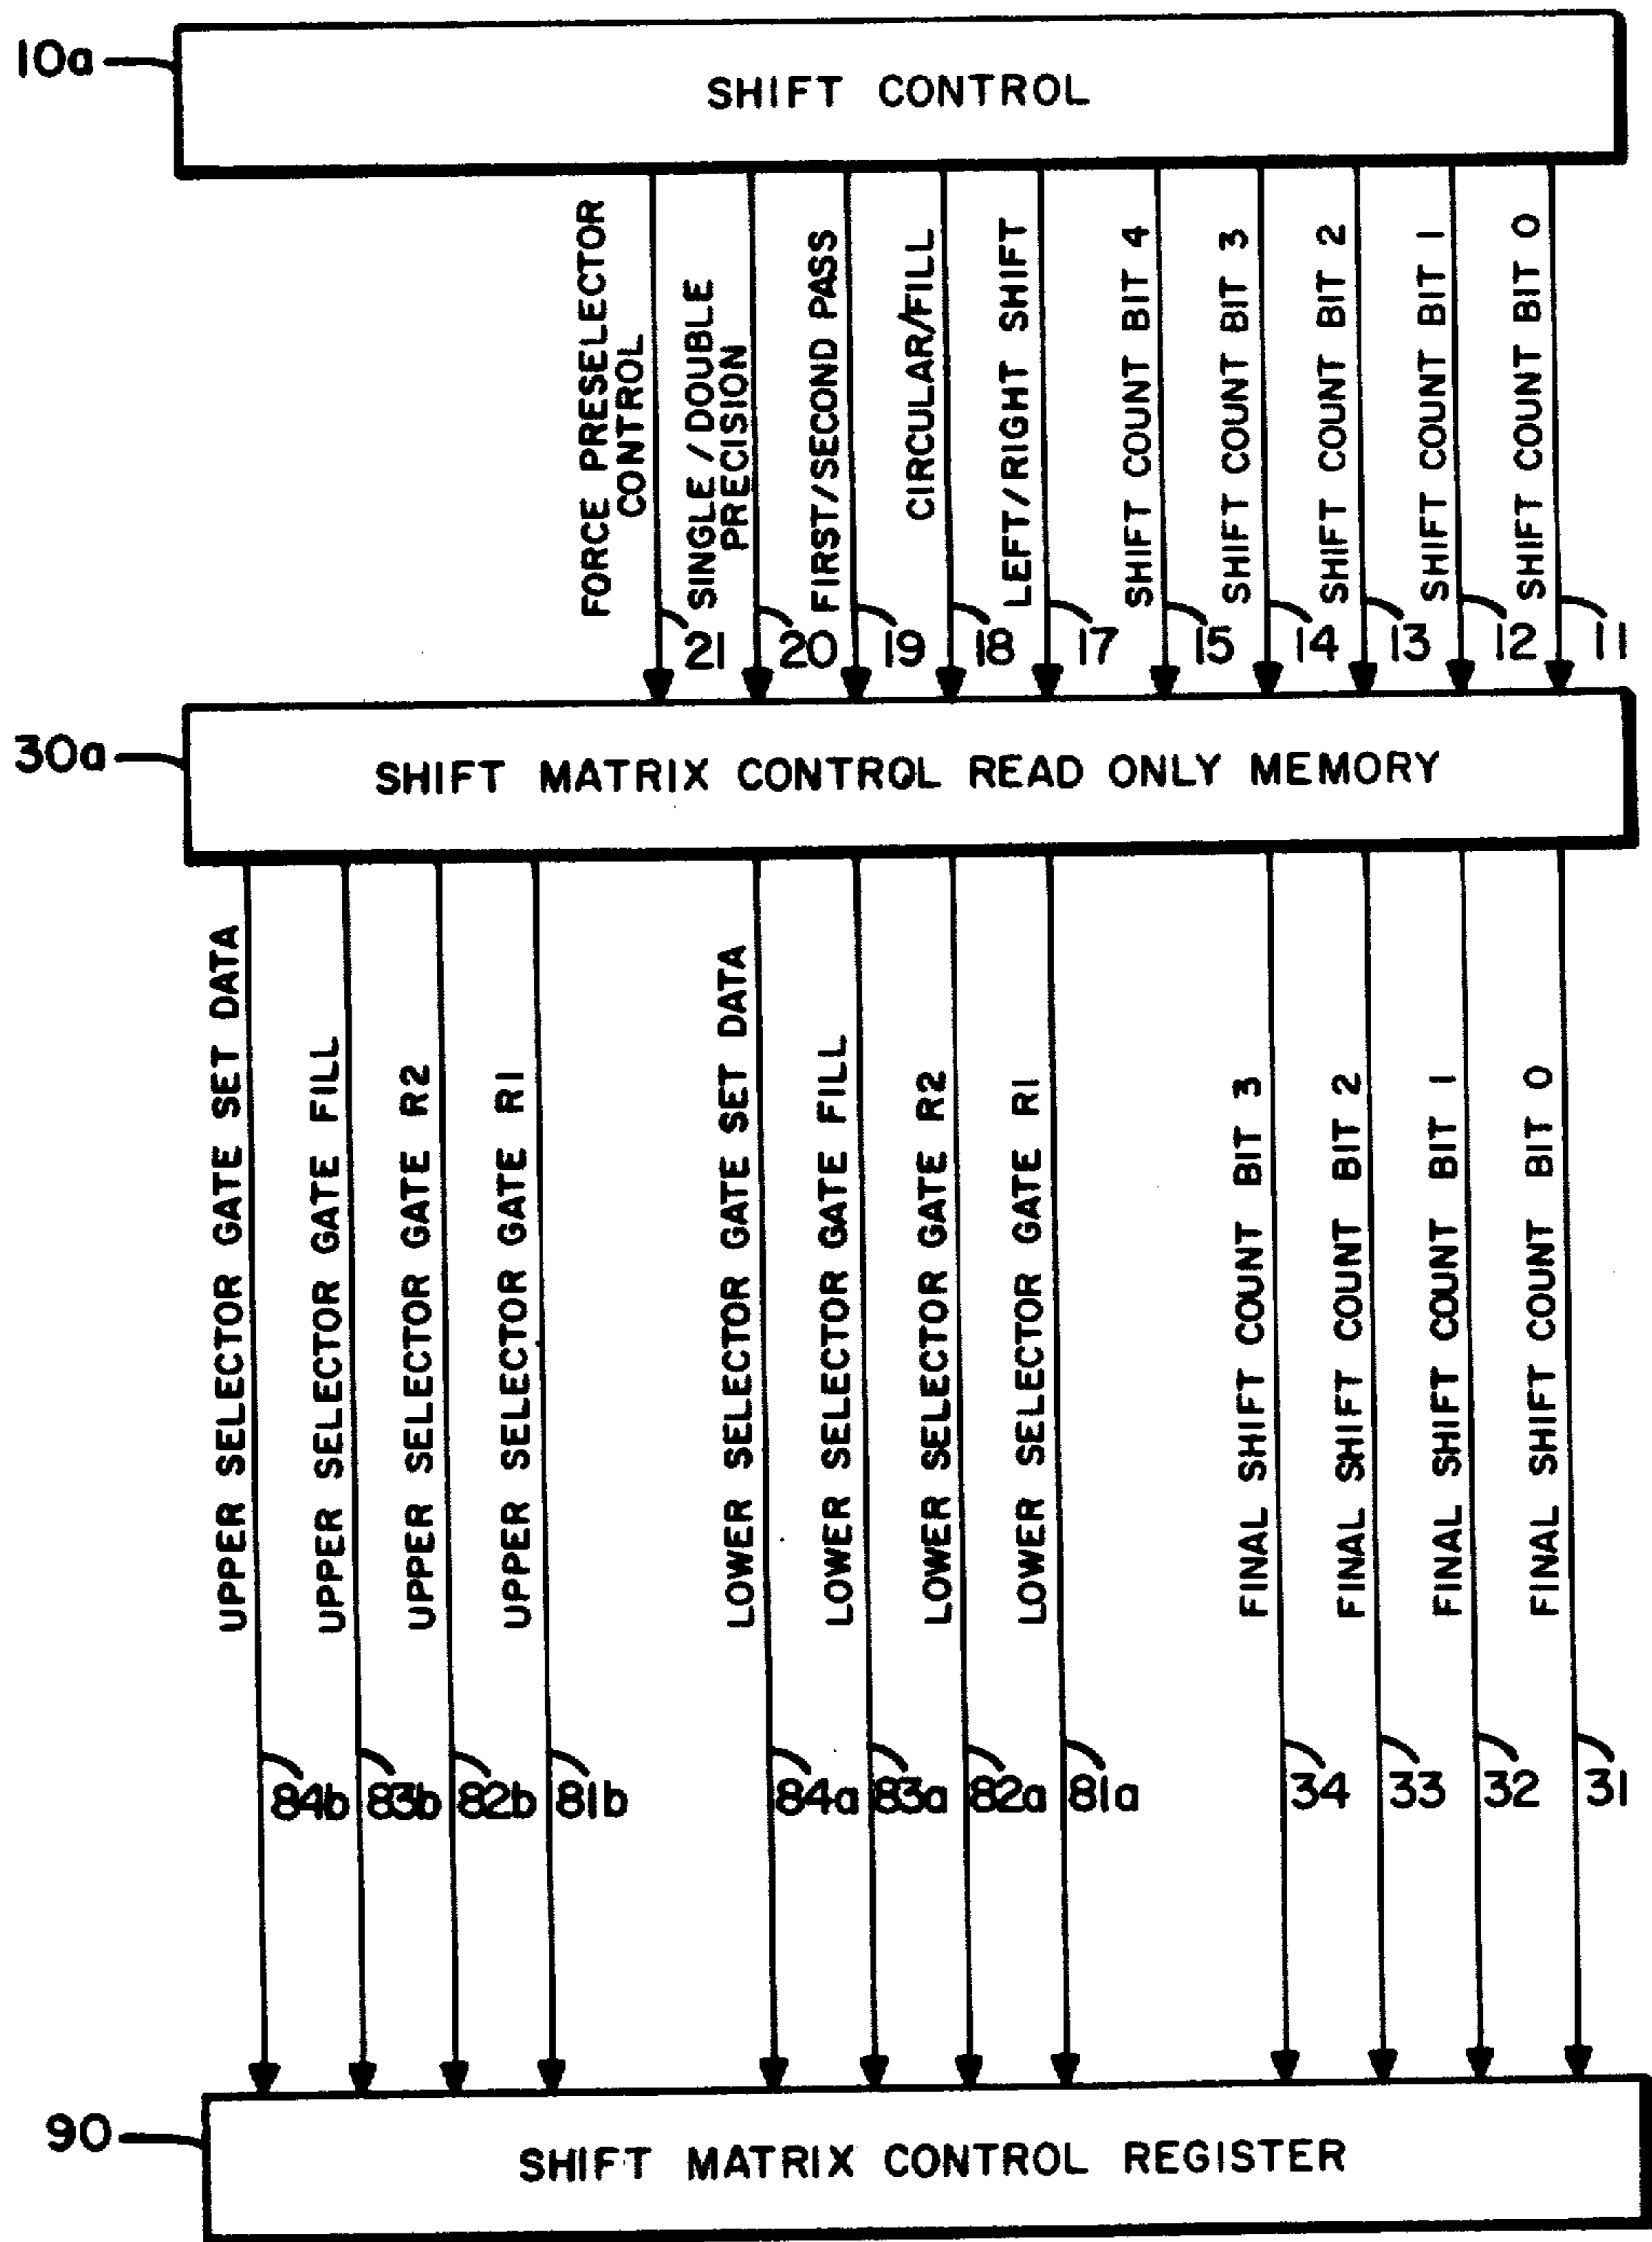 10a
SHIFT CONTROL
FORCE PRESELECTOR
CONTROL
SINGLE/DOUBLE
PRECISION
FIRST/SECOND PASS
CIRCULAR/FILL
LEFT/RIGHT SHIFT
SHIFT COUNT BIT 4
SHIFT COUNT BIT 3
SHIFT COUNT BIT 2
SHIFT COUNT BIT 1
SHIFT COUNT BIT 0
21 20 19 18 17 15 14 13 12 11
30a
SHIFT MATRIX CONTROL READ ONLY MEMORY
UPPER SELECTOR GATE SET DATA
UPPER SELECTOR GATE FILL
UPPER SELECTOR GATE R2
UPPER SELECTOR GATE R1
LOWER SELECTOR GATE SET DATA
LOWER SELECTOR GATE FILL
LOWER SELECTOR GATE R2
LOWER SELECTOR GATE R1
FINAL SHIFT COUNT BIT 3
FINAL SHIFT COUNT BIT 2
FINAL SHIFT COUNT BIT 1
FINAL SHIFT COUNT BIT 0
84b 83b 82b 81b 84a 83a 82a 81a 34 33 32 31
90
SHIFT MATRIX CONTROL REGISTER